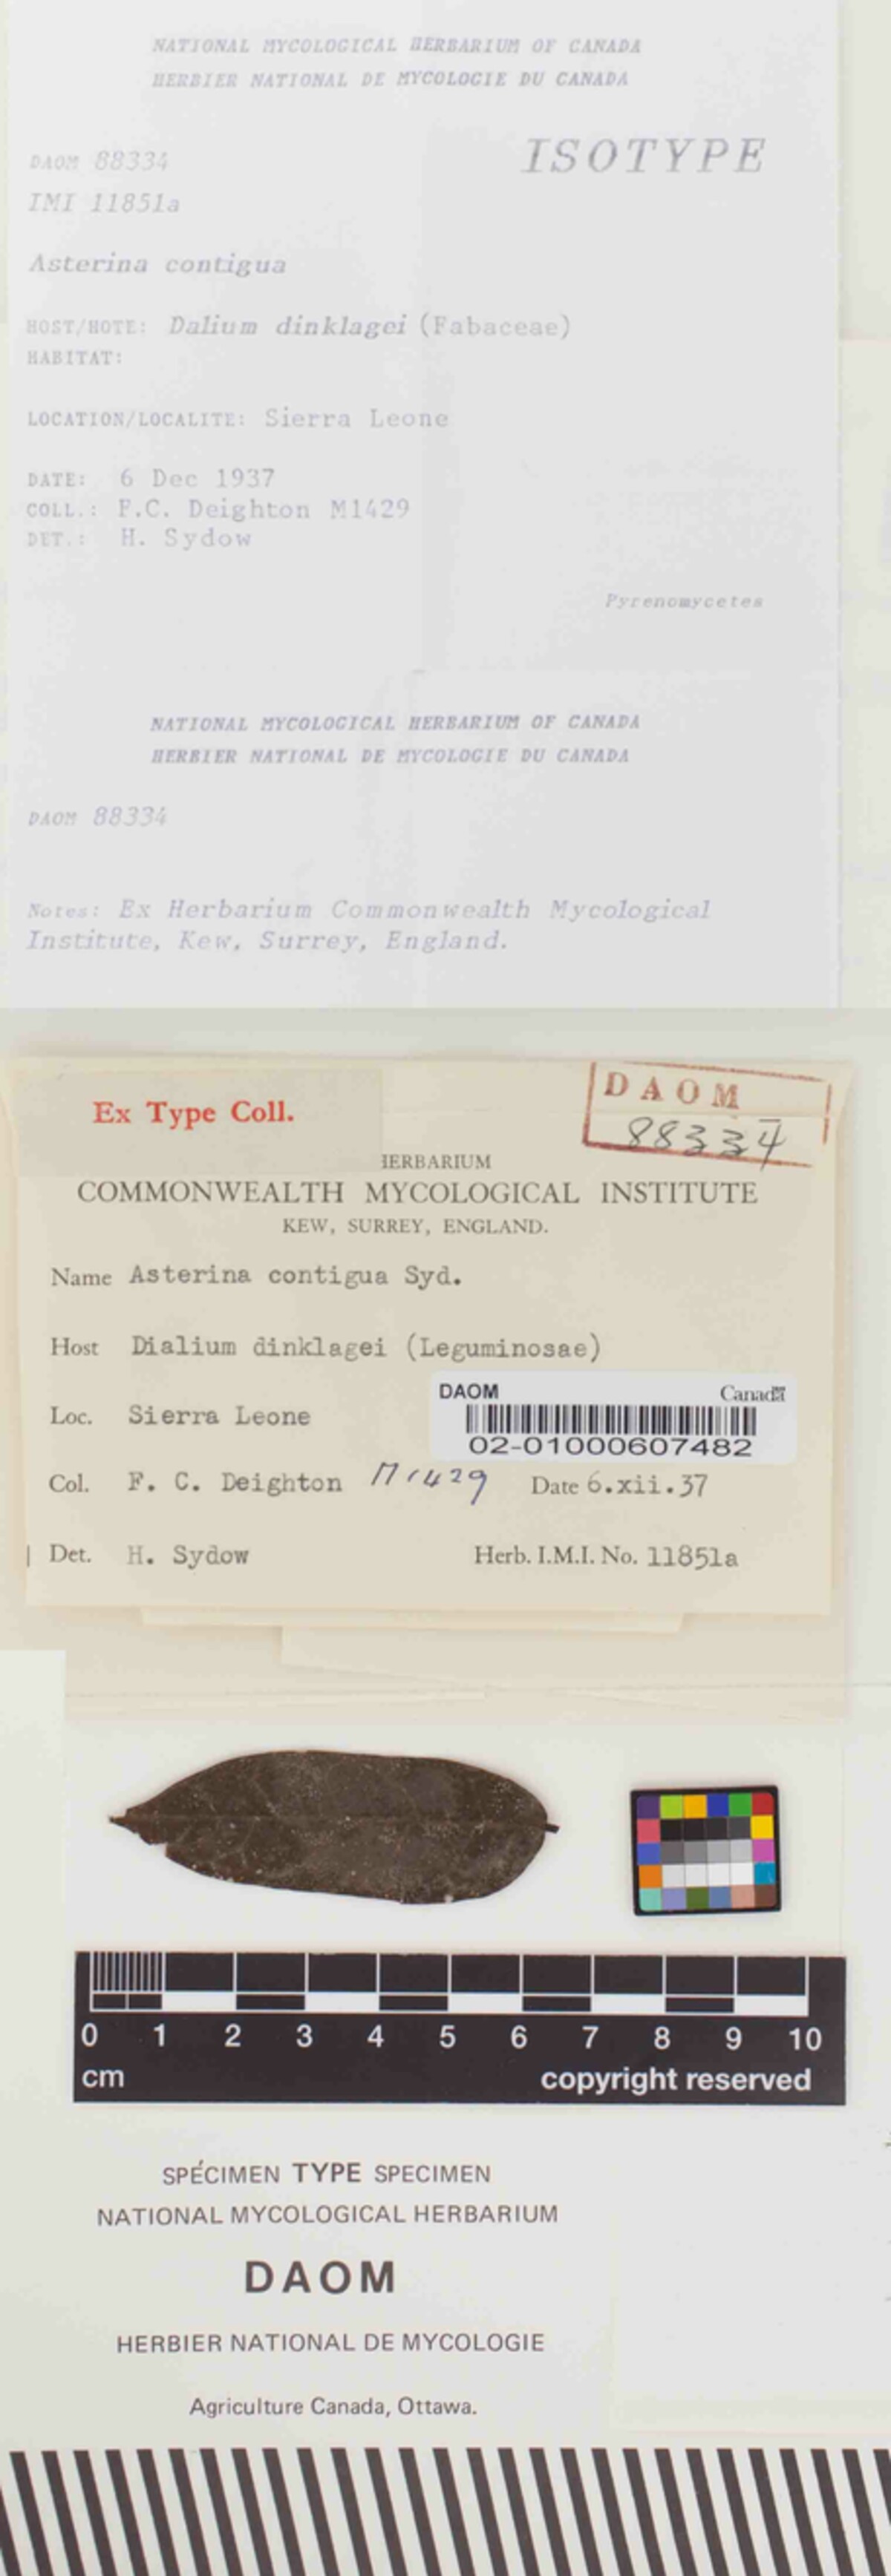 NATIONAL MYCOLOGICAL HERBARIUM OF CANADA
HERBIER NATIONAL DE MYCOLOGIE DU CANADA
ISOTYPE
DAOM 88334
IMI 11851a
Asterina contigua
HOST/HOTE: Dalium dinklagei (Fabaceae)
HABITAT:
LOCATION/LOCALITE: Sierra Leone
DATE: 6 Dec 1937
COLL.: F.C. Deighton M1429
DET.: H. Sydow
Pyrenomycetes
NATIONAL MYCOLOGICAL HERBARIUM OF CANADA
HERBIER NATIONAL DE MYCOLOGIE DU CANADA
DAOM 88334
Notes: Ex Herbarium Commonwealth Mycological
Institute, Kew, Surrey, England.
Ex Type Coll.
DAOM
88334
HERBARIUM
COMMONWEALTH MYCOLOGICAL INSTITUTE
KEW, SURREY, ENGLAND.
Name Asterina contigua Syd.
Host Dialium dinklagei (Leguminosae)
DAOM Canada
Loc. Sierra Leone
02-01000607482
Col. F. C. Deighton M1429 Date 6.xii.37
Det. H. Sydow Herb. I.M.I. No. 11851a
0 1 2 3 4 5 6 7 8 9 10
cm copyright reserved
SPÉCIMEN TYPE SPECIMEN
NATIONAL MYCOLOGICAL HERBARIUM
DAOM
HERBIER NATIONAL DE MYCOLOGIE
Agriculture Canada, Ottawa.